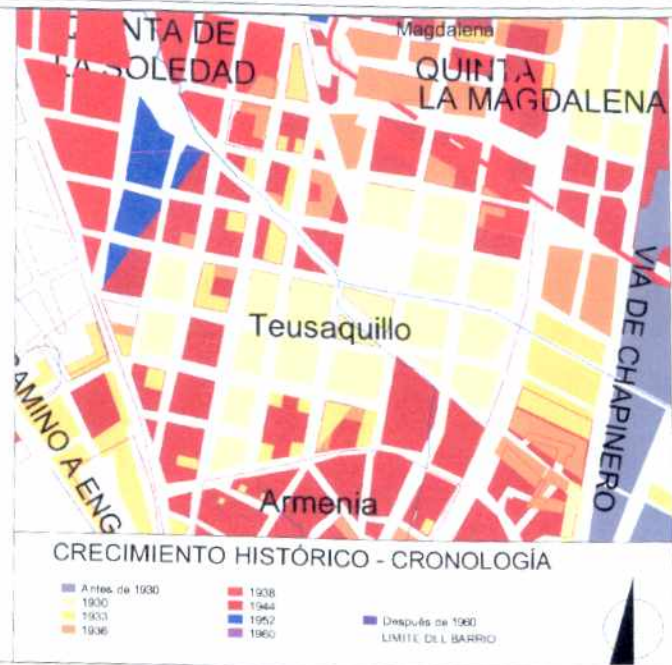 NTA DE
LA SOLEDAD
Magdalena
QUINTA
LA MAGDALENA
Teusaquillo
VIA DE CHAPINERO
CAMINO A ENG
Armenia
CRECIMIENTO HISTÓRICO - CRONOLOGÍA
Antes de 1930
1930
1933
1936
1938
1944
1952
1960
Después de 1960
LIMITE DEL BARRIO